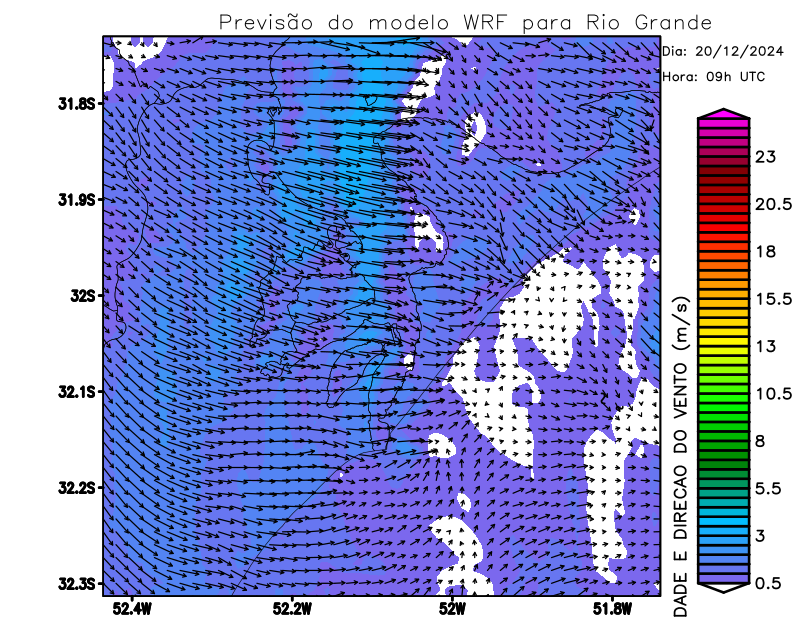 Previsão do modelo WRF para Rio Grande
Dia: 20/12/2024
Hora: 09h UTC
31.8S
31.9S
32S
32.1S
32.2S
32.3S
52.4W
52.2W
52W
51.8W
DADE E DIRECAO DO VENTO (m/s)
23
20.5
18
15.5
13
10.5
8
5.5
3
0.5